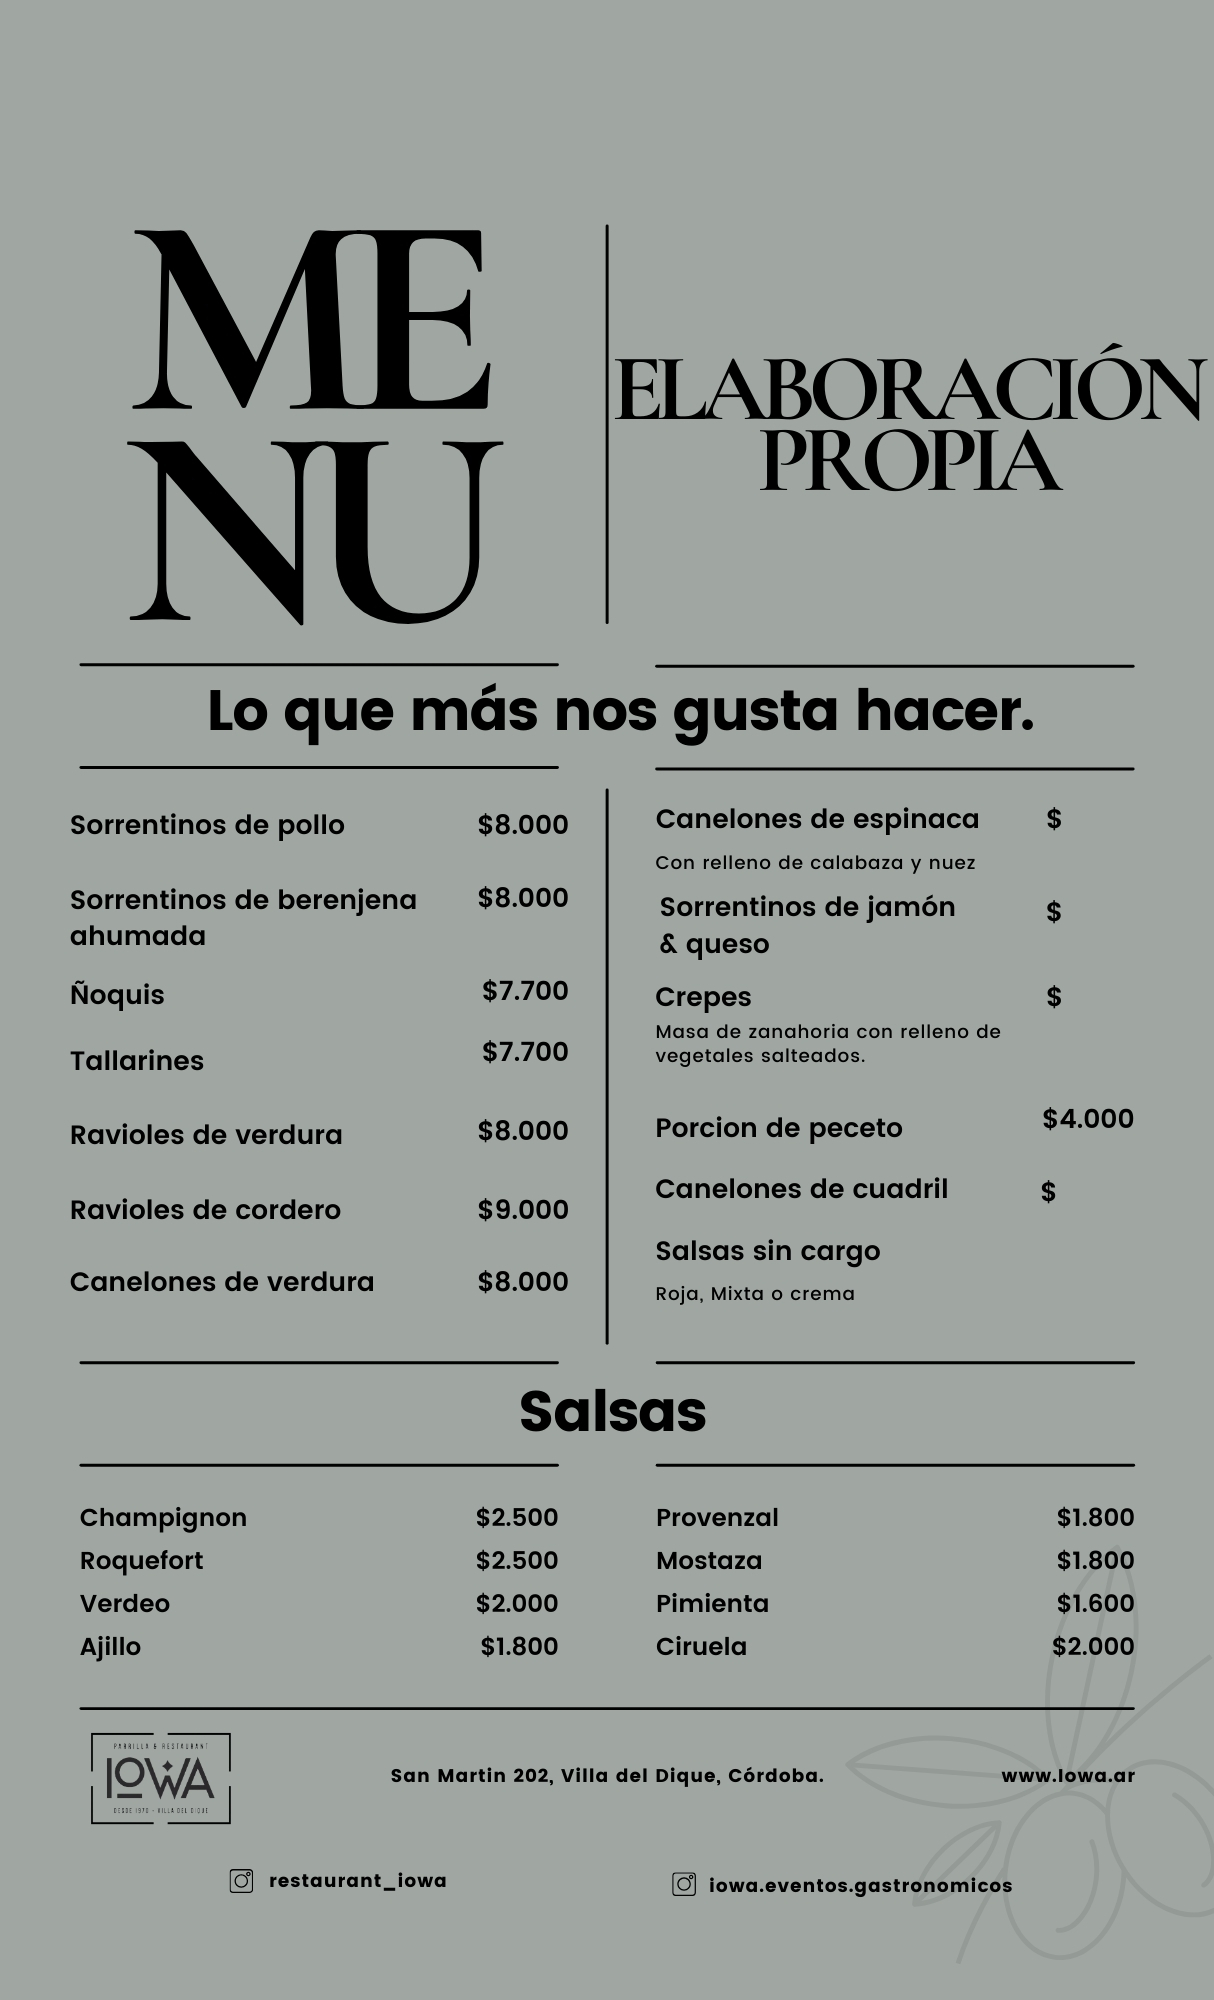 ME
NU
ELABORACIÓN
PROPIA
Lo que más nos gusta hacer.
Sorrentinos de pollo $8.000
Sorrentinos de berenjena $8.000
ahumada
Ñoquis $7.700
Tallarines $7.700
Ravioles de verdura $8.000
Ravioles de cordero $9.000
Canelones de verdura $8.000
Canelones de espinaca $
Con relleno de calabaza y nuez
Sorrentinos de jamón $
& queso
Crepes $
Masa de zanahoria con relleno de
vegetales salteados.
Porcion de peceto $4.000
Canelones de cuadril $
Salsas sin cargo
Roja, Mixta o crema
Salsas
Champignon $2.500
Roquefort $2.500
Verdeo $2.000
Ajillo $1.800
Provenzal $1.800
Mostaza $1.800
Pimienta $1.600
Ciruela $2.000
PARRILLA & RESTAURANT
IOWA
DESDE 1970 - VILLA DEL DIQUE
San Martin 202, Villa del Dique, Córdoba.
www.Iowa.ar
restaurant_iowa
iowa.eventos.gastronomicos